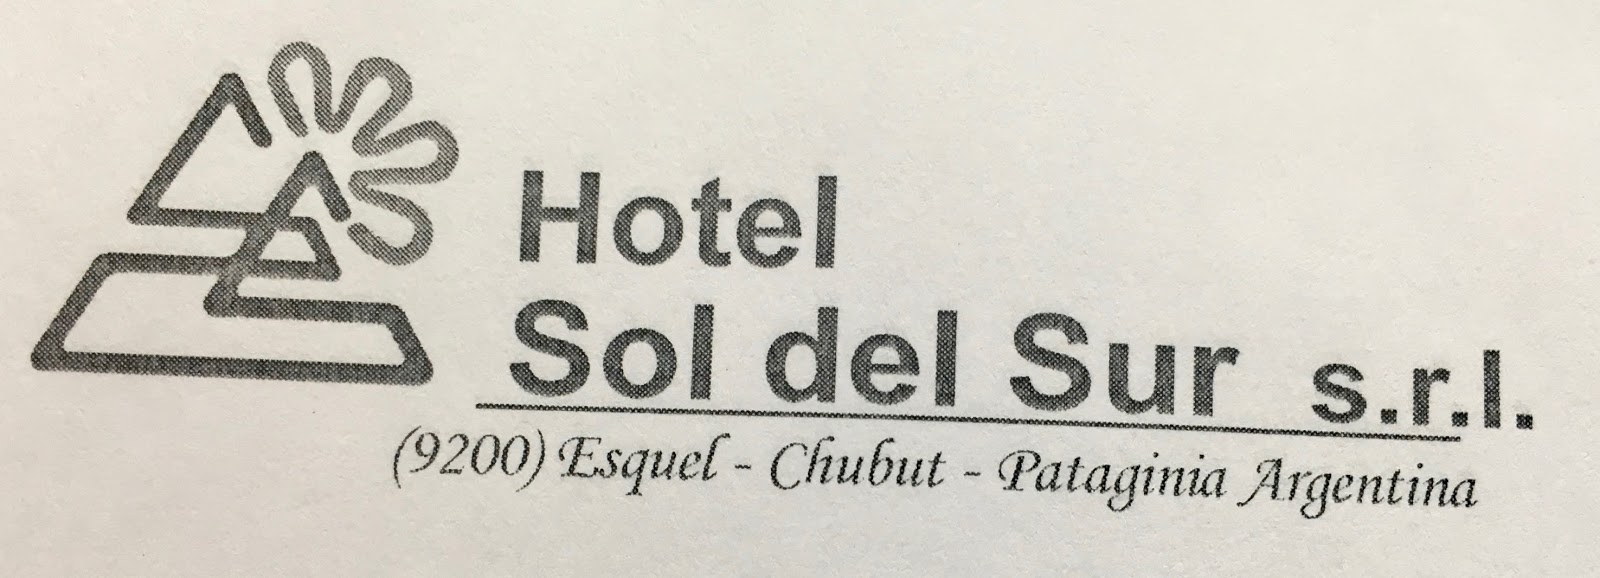 Hotel
Sol del Sur s.r.l.
(9200) Esquel - Chubut - Pataginia Argentina